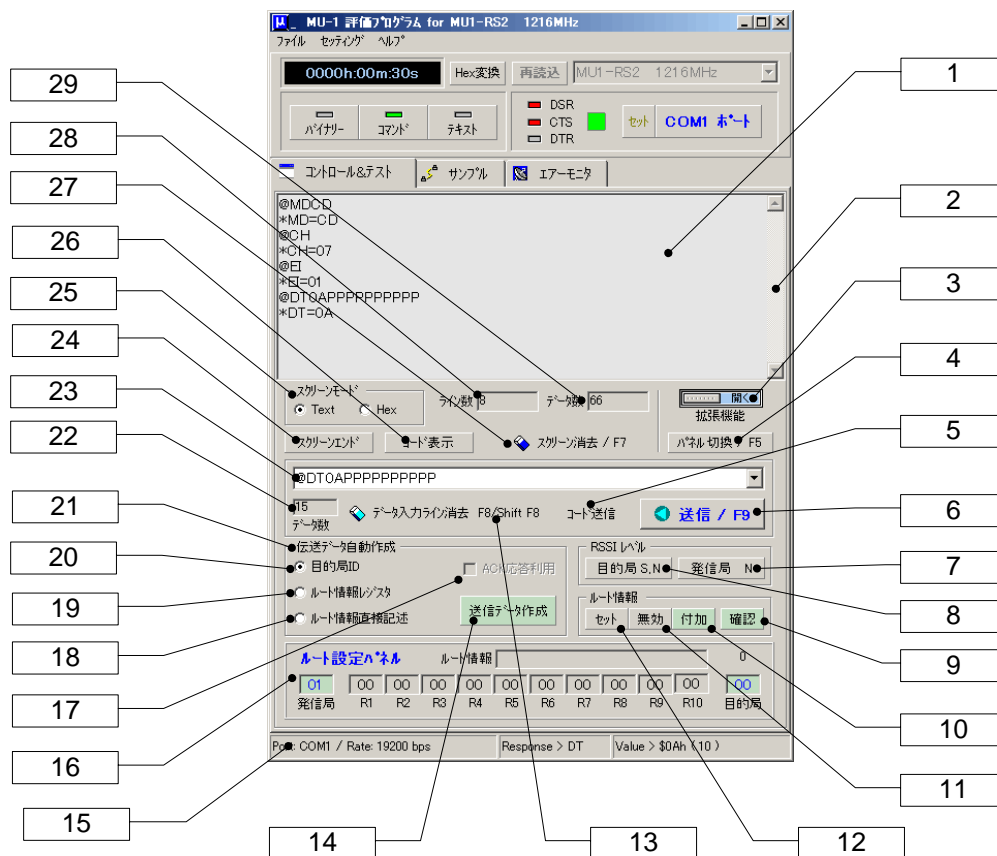 MU-1 評価ﾌﾟﾛｸﾞﾗﾑ for MU1-RS2 1216MHz
ﾌｧｲﾙ ｾｯﾃｨﾝｸﾞ ﾍﾙﾌﾟ
0000h:00m:30s Hex変換 再読込 MU1-RS2 1216MHz
ﾊﾞｲﾅﾘｰ ｺﾏﾝﾄﾞ ﾃｷｽﾄ
DSR
CTS
DTR
ｾｯﾄ COM1 ﾎﾟｰﾄ
ｺﾝﾄﾛｰﾙ&ﾃｽﾄ ｻﾝﾌﾟﾙ ｴｱｰﾓﾆﾀ
@MDCD
*MD=CD
@CH
*CH=07
@EI
*EI=01
@DT0APPPPPPPPPP
*DT=0A
ｽｸﾘｰﾝﾓｰﾄﾞ
Text Hex
ﾗｲﾝ数 8 ﾃﾞｰﾀ数 66
開く
拡張機能
ｽｸﾘｰﾝｴﾝﾄﾞ ｺｰﾄﾞ表示 ｽｸﾘｰﾝ消去 / F7 ﾊﾟﾈﾙ切換 / F5
@DT0APPPPPPPPPP
15
ﾃﾞｰﾀ数
ﾃﾞｰﾀ入力ﾗｲﾝ消去 F8/Shift F8 ｺｰﾄﾞ送信 送信 / F9
伝送ﾃﾞｰﾀ自動作成
目的局ID
ﾙｰﾄ情報ﾚｼﾞｽﾀ
ﾙｰﾄ情報直接記述
ACK応答利用
送信ﾃﾞｰﾀ作成
RSSI ﾚﾍﾞﾙ
目的局 S,N 発信局 N
ﾙｰﾄ情報
ｾｯﾄ 無効 付加 確認
ﾙｰﾄ設定ﾊﾟﾈﾙ ﾙｰﾄ情報 0
01 00 00 00 00 00 00 00 00 00 00 00
発信局 R1 R2 R3 R4 R5 R6 R7 R8 R9 R10 目的局
Port: COM1 / Rate: 19200 bps Response > DT Value > $0Ah ( 10 )
29
28
27
26
25
24
23
22
21
20
19
18
17
16
15
14
13
12
11
10
9
8
7
6
5
4
3
2
1